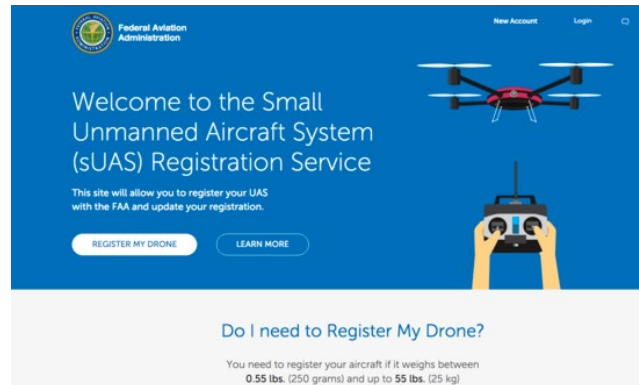 Federal Aviation
Administration
New Account
Login
Welcome to the Small
Unmanned Aircraft System
(sUAS) Registration Service
This site will allow you to register your UAS
with the FAA and update your registration.
REGISTER MY DRONE
LEARN MORE
Do I need to Register My Drone?
You need to register your aircraft if it weighs between
0.55 lbs. (250 grams) and up to 55 lbs. (25 kg)